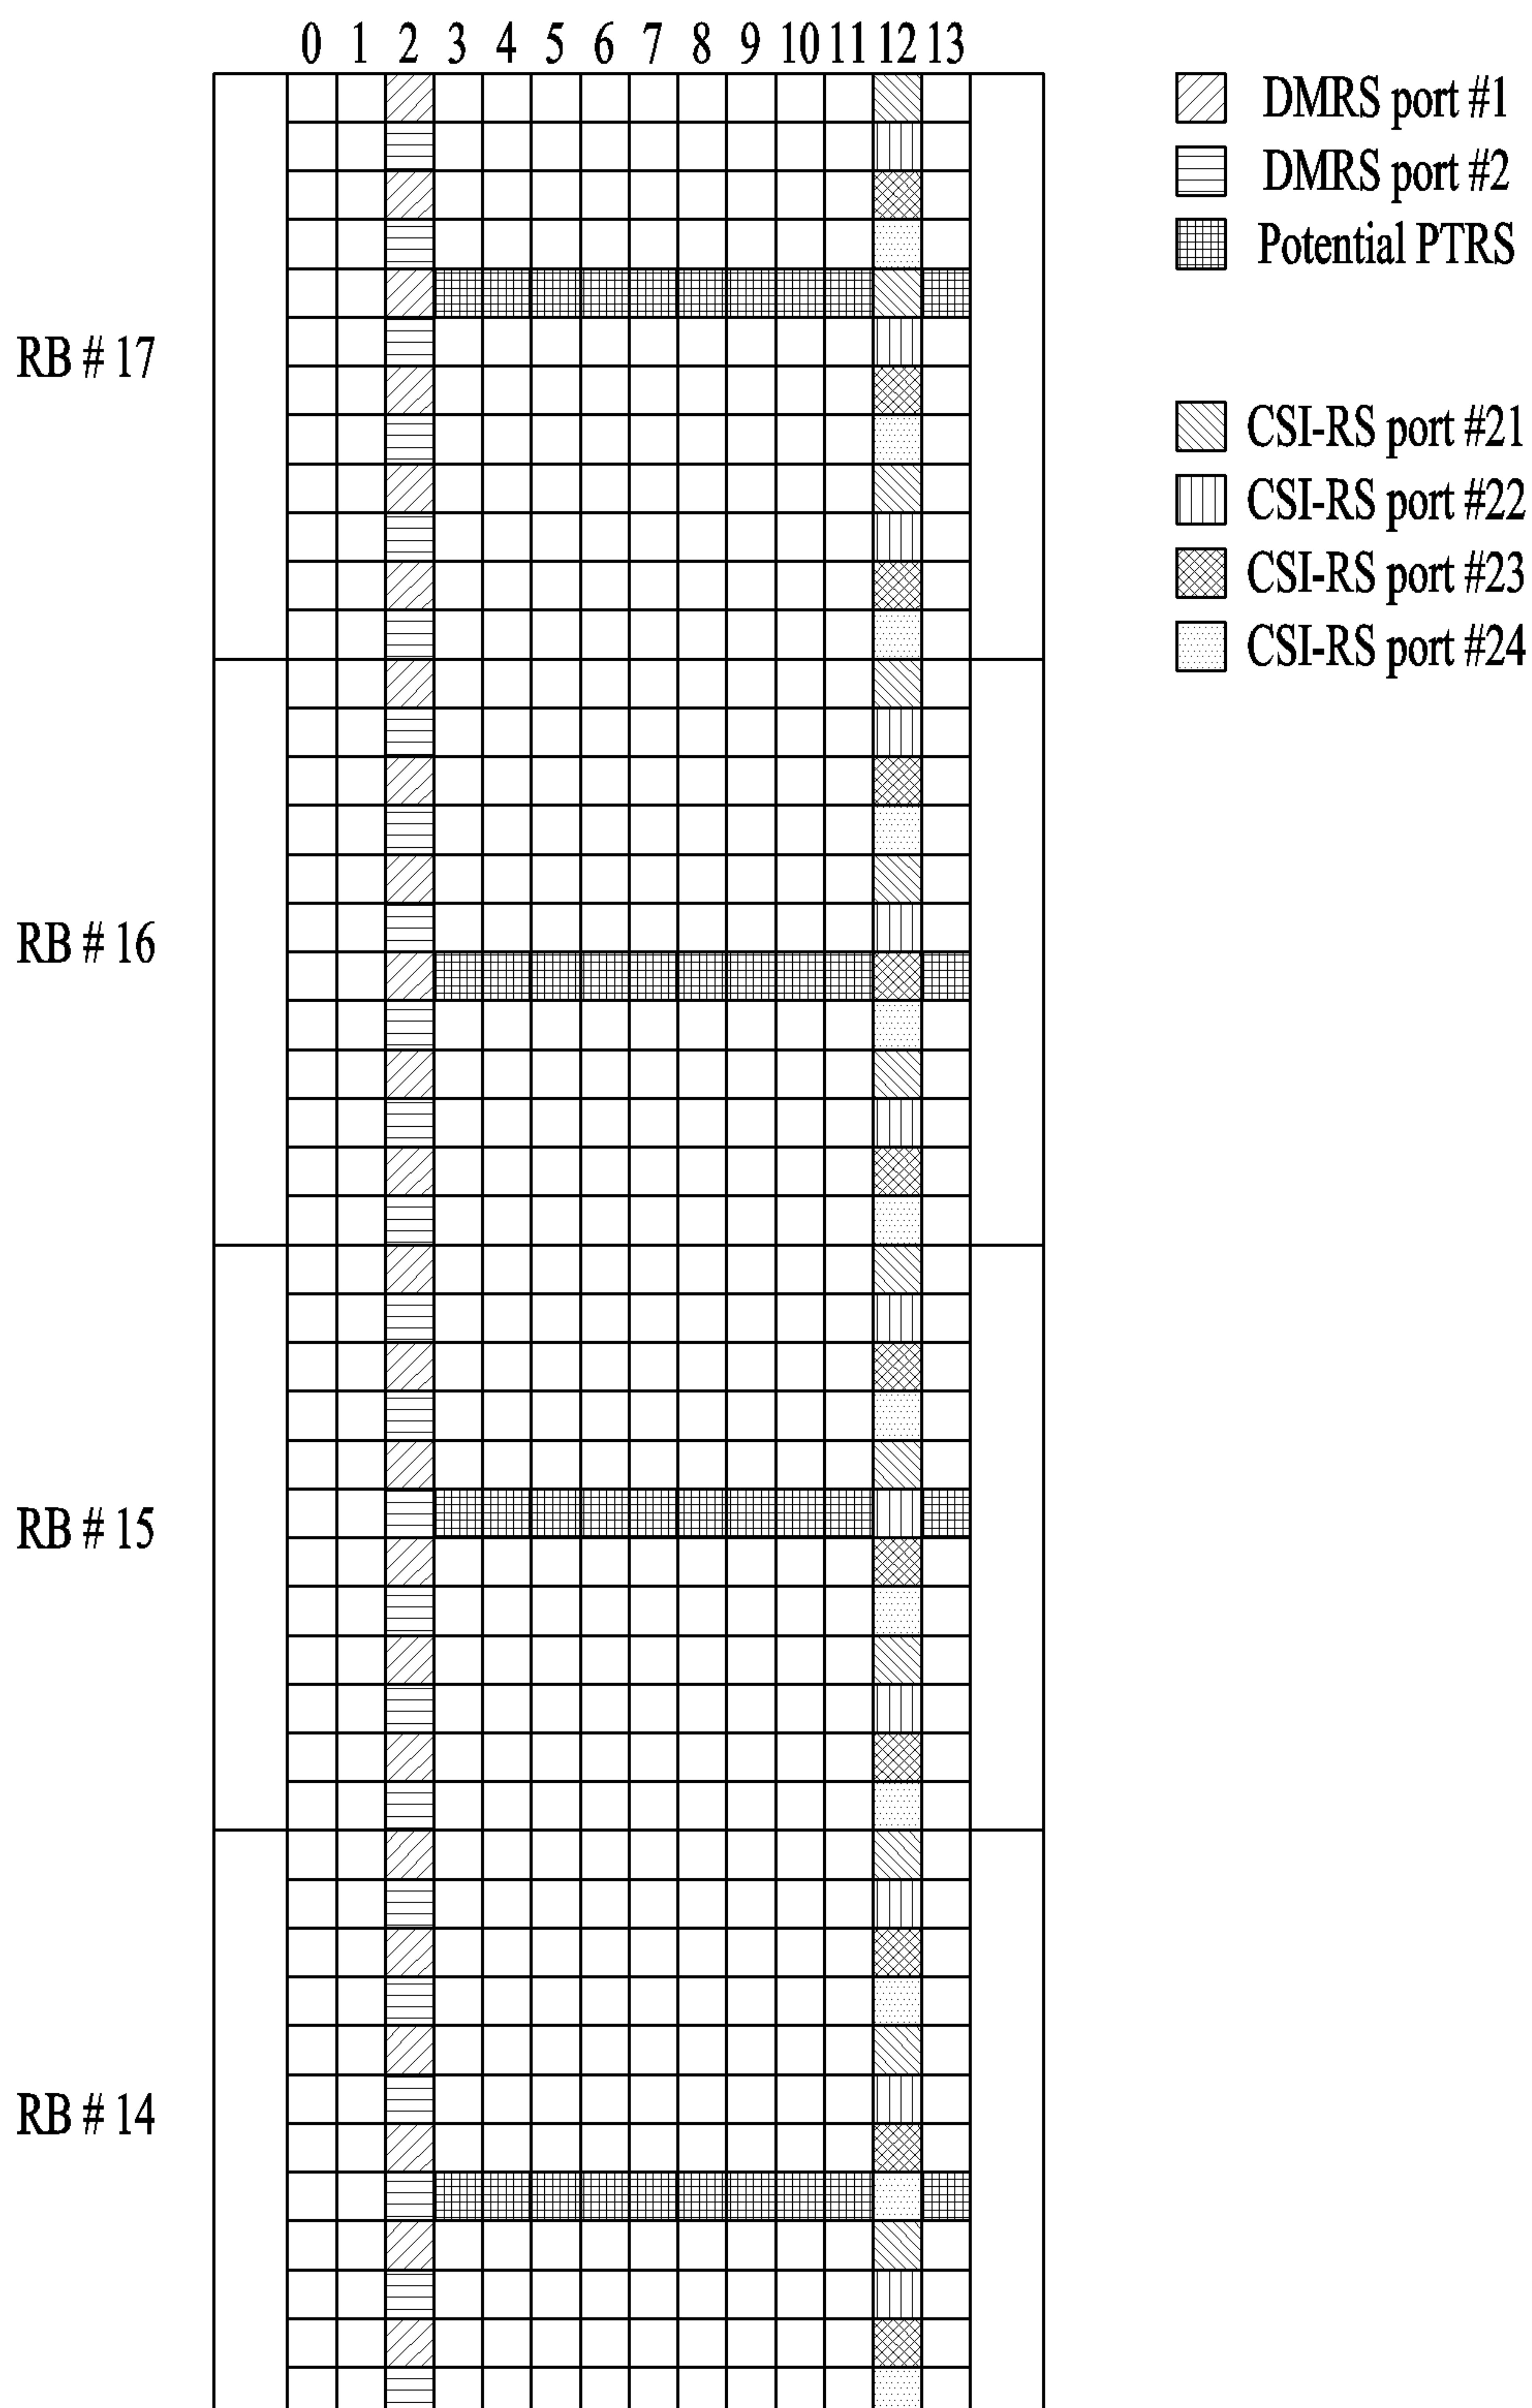 0 1 2 3 4 5 6 7 8 9 10 11 12 13
DMRS port #1
DMRS port #2
Potential PTRS
RB # 17
CSI-RS port #21
CSI-RS port #22
CSI-RS port #23
CSI-RS port #24
RB # 16
RB # 15
RB # 14